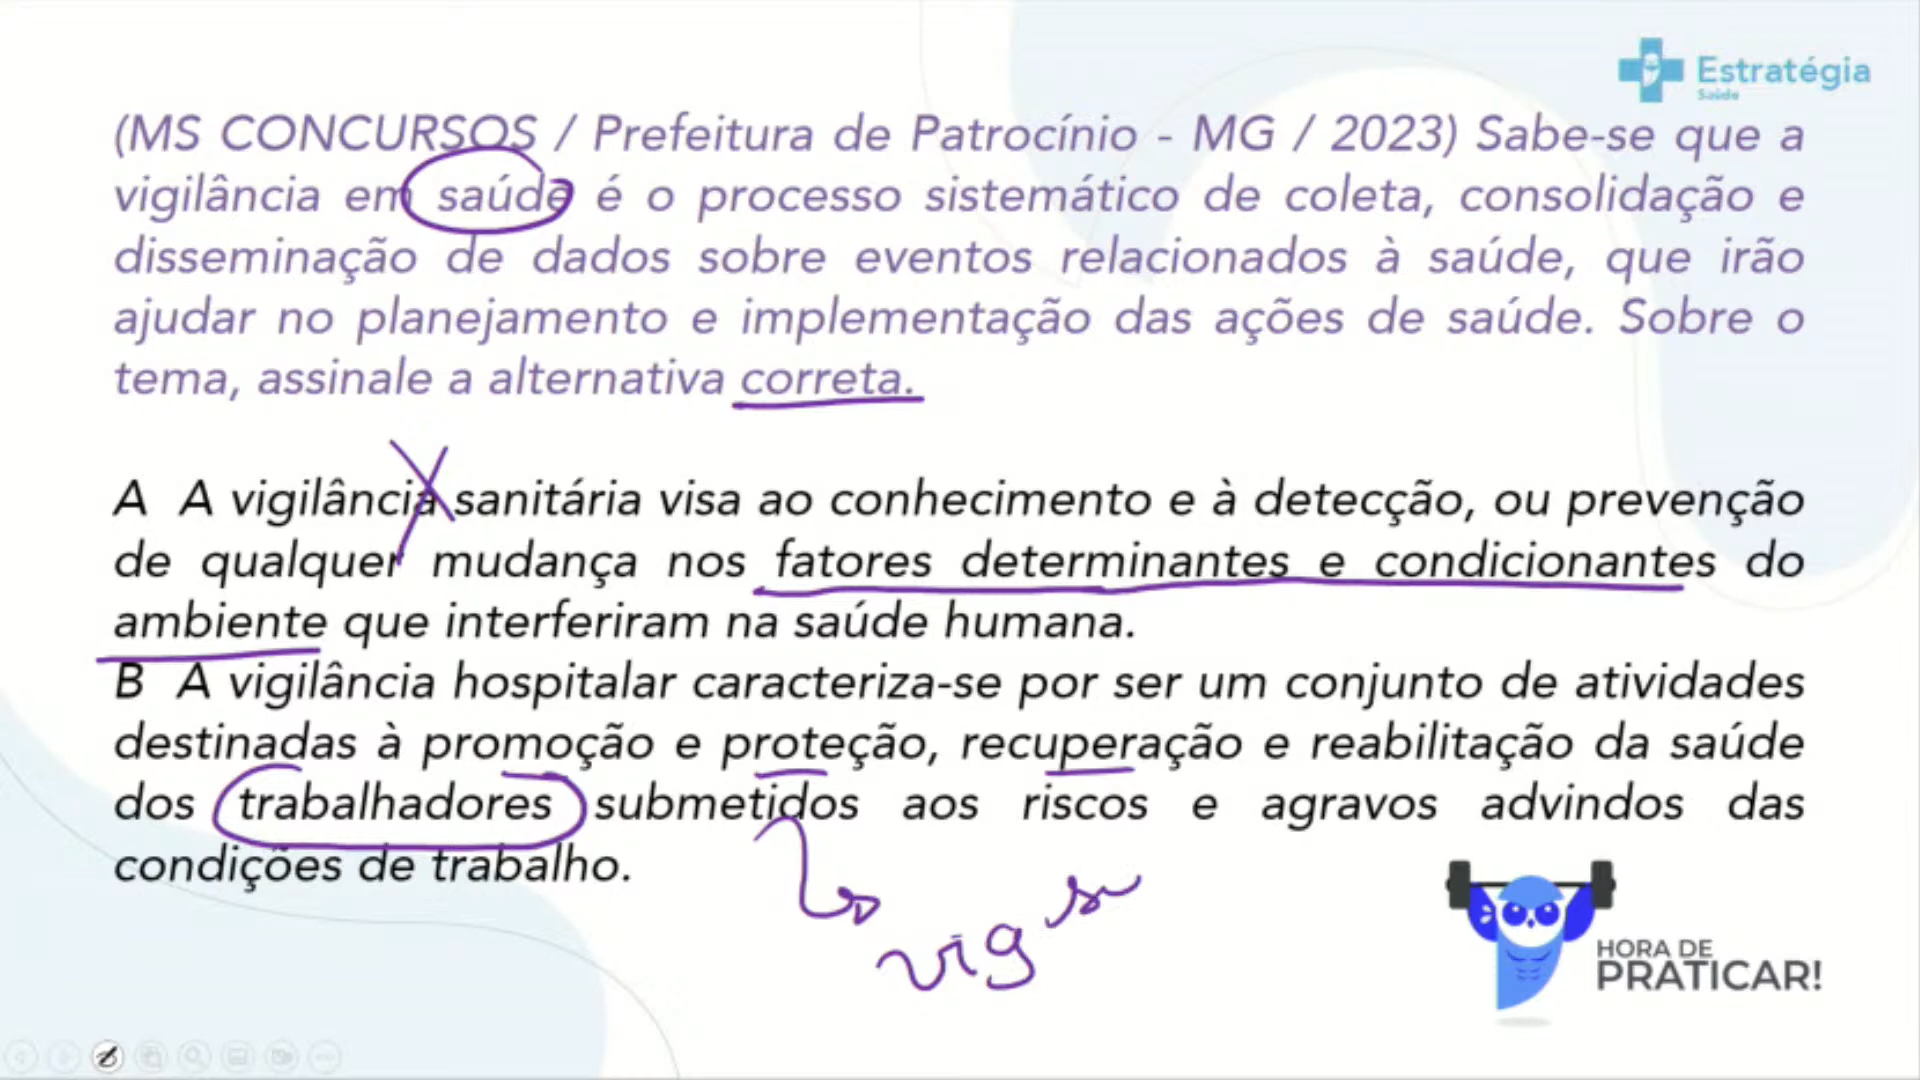 Estratégia
Saúde
(MS CONCURSOS / Prefeitura de Patrocínio - MG / 2023) Sabe-se que a
vigilância em saúde é o processo sistemático de coleta, consolidação e
disseminação de dados sobre eventos relacionados à saúde, que irão
ajudar no planejamento e implementação das ações de saúde. Sobre o
tema, assinale a alternativa correta.
A A vigilância sanitária visa ao conhecimento e à detecção, ou prevenção
de qualquer mudança nos fatores determinantes e condicionantes do
ambiente que interferiram na saúde humana.
B A vigilância hospitalar caracteriza-se por ser um conjunto de atividades
destinadas à promoção e proteção, recuperação e reabilitação da saúde
dos trabalhadores submetidos aos riscos e agravos advindos das
condições de trabalho.
vig
HORA DE
PRATICAR!